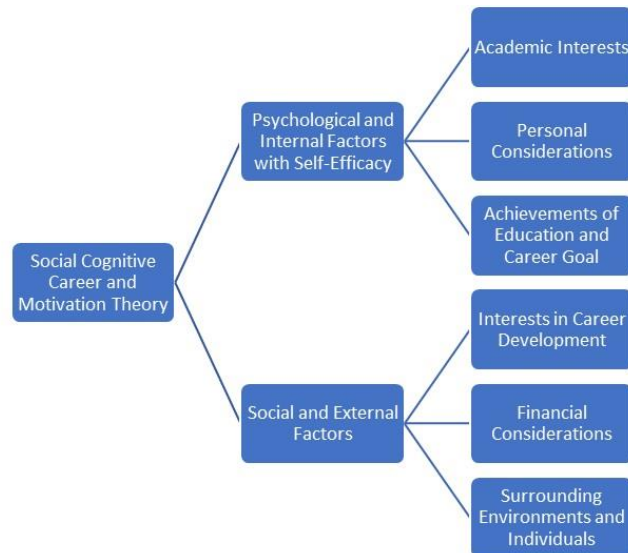 Social Cognitive
Career and
Motivation Theory
Psychological and
Internal Factors
with Self-Efficacy
Academic Interests
Personal
Considerations
Achievements of
Education and
Career Goal
Social and External
Factors
Interests in Career
Development
Financial
Considerations
Surrounding
Environments and
Individuals